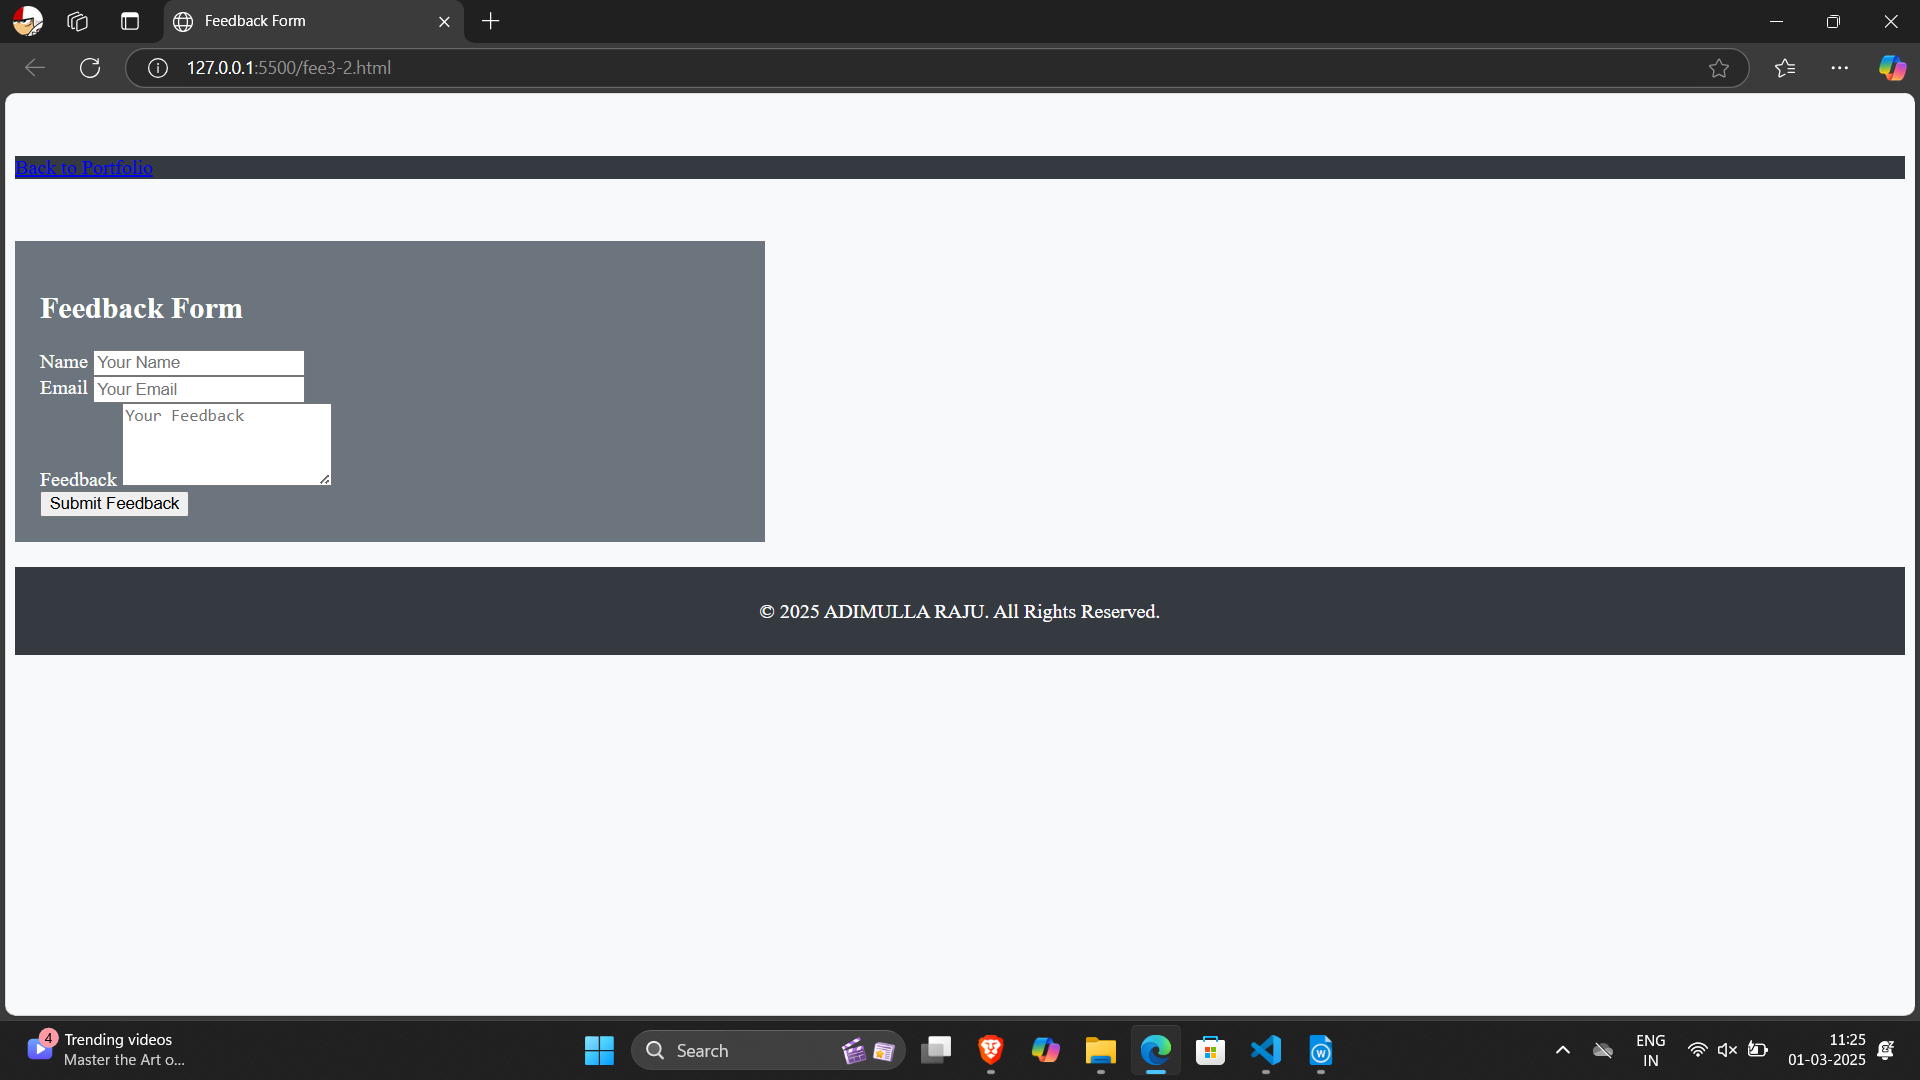 Feedback Form
127.0.0.1:5500/fee3-2.html
Back to Portfolio
Feedback Form
Name Your Name
Email Your Email
Your Feedback
Feedback
Submit Feedback
© 2025 ADIMULLA RAJU. All Rights Reserved.
4
Trending videos
Master the Art o...
Search
W
ENG
IN
11:25
01-03-2025